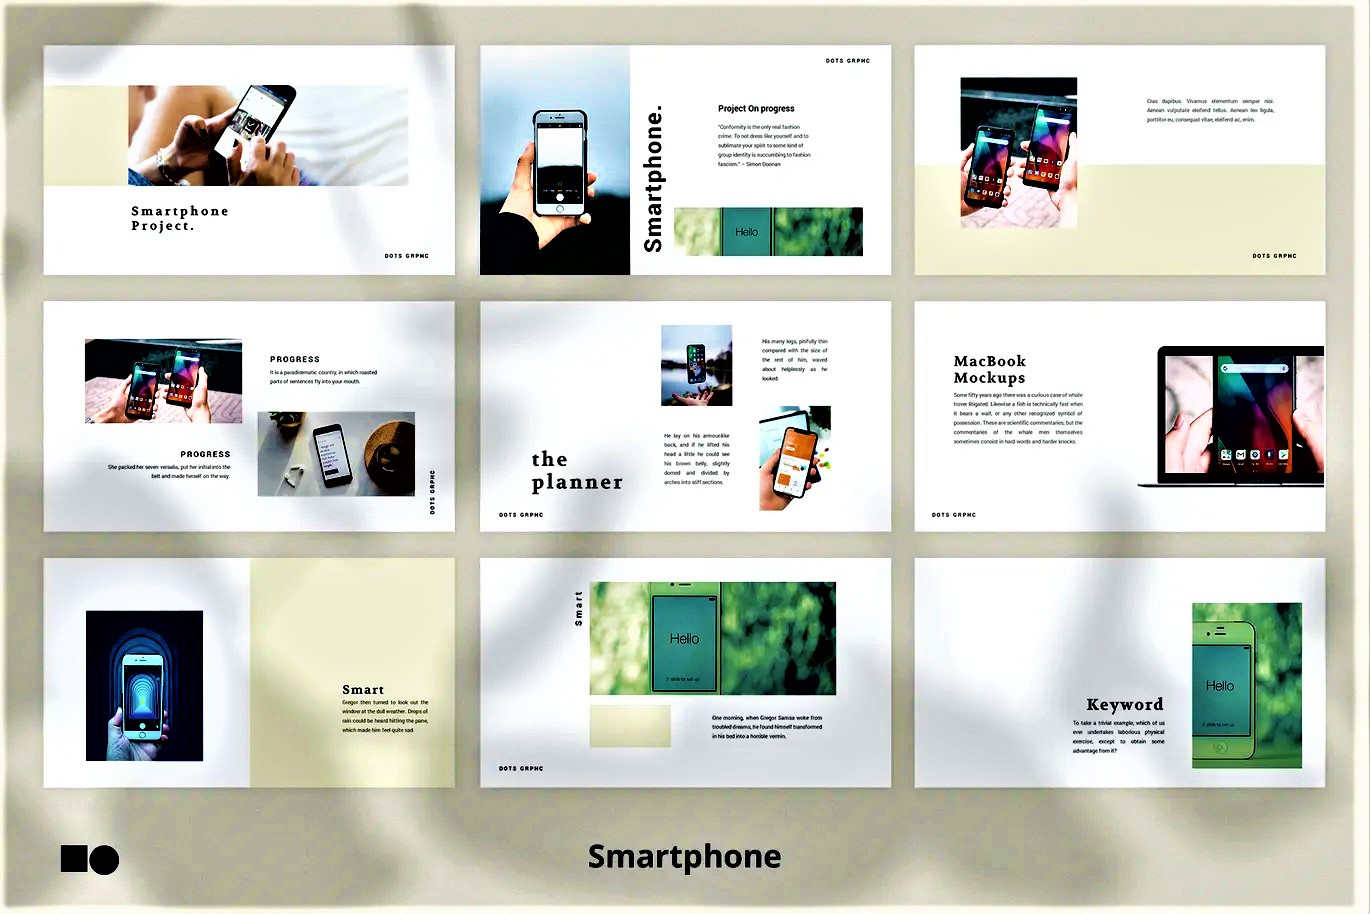 Smartphone
Project.
DOTS GRPHC
DOTS GRPHC
Smartphone.
Project On progress
"Conformity is the only real fashion
crime. To not dress like yourself and to
sublimate your spirit to some kind of
group identity is succumbing to fashion
fascism." – Simon Doonan
Hello
Cras dapibus. Vivamus elementum semper nisi.
Aenean vulputate eleifend tellus. Aenean leo ligula,
porttitor eu, consequat vitae, eleifend ac, enim.
DOTS GRPHC
PROGRESS
It is a paradisematic country, in which roasted
parts of sentences fly into your mouth.
PROGRESS
She packed her seven versalia, put her initial into the
belt and made herself on the way.
DOTS GRPHC
His many legs, pitifully thin
compared with the size of
the rest of him, waved
about helplessly as he
looked.
the
planner
He lay on his armour-like
back, and if he lifted his
head a little he could see
his brown belly, slightly
domed and divided by
arches into stiff sections.
DOTS GRPHC
MacBook
Mockups
Some fifty years ago there was a curious case of whale
trover litigated. Likewise a fish is technically fast when
it bears a waif, or any other recognized symbol of
possession. These are scientific commentaries; but the
commentaries of the whale men themselves
sometimes consist in hard words and harder knocks.
DOTS GRPHC
Smart
Gregor then turned to look out the
window at the dull weather. Drops of
rain could be heard hitting the pane,
which made him feel quite sad.
Smart
Hello
One morning, when Gregor Samsa woke from
troubled dreams, he found himself transformed
in his bed into a horrible vermin.
DOTS GRPHC
Hello
Keyword
To take a trivial example, which of us
ever undertakes laborious physical
exercise, except to obtain some
advantage from it?
Smartphone